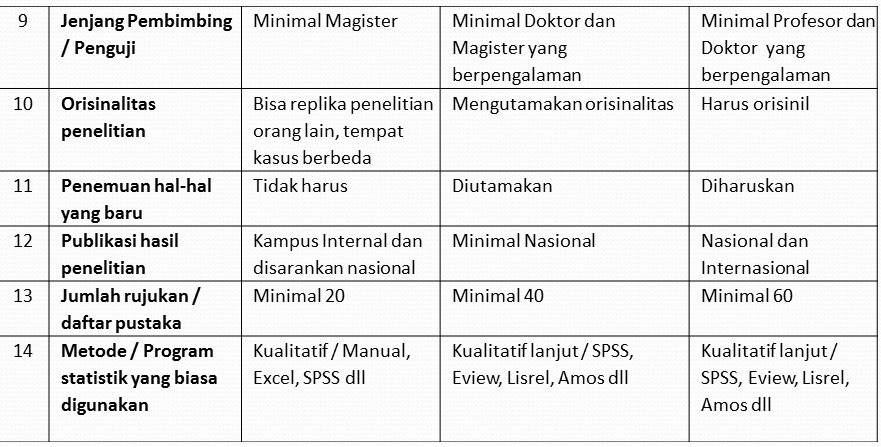 9 Jenjang Pembimbing Minimal Magister Minimal Doktor dan Minimal Profesor dan
/ Penguji Magister yang Doktor yang
berpengalaman berpengalaman
10 Orisinalitas Bisa replika penelitian Mengutamakan orisinalitas Harus orisinil
penelitian orang lain, tempat
kasus berbeda
11 Penemuan hal-hal Tidak harus Diutamakan Diharuskan
yang baru
12 Publikasi hasil Kampus Internal dan Minimal Nasional Nasional dan
penelitian disarankan nasional Internasional
13 Jumlah rujukan / Minimal 20 Minimal 40 Minimal 60
daftar pustaka
14 Metode / Program Kualitatif / Manual, Kualitatif lanjut / SPSS, Kualitatif lanjut /
statistik yang biasa Excel, SPSS dll Eview, Lisrel, Amos dll SPSS, Eview, Lisrel,
digunakan Amos dll